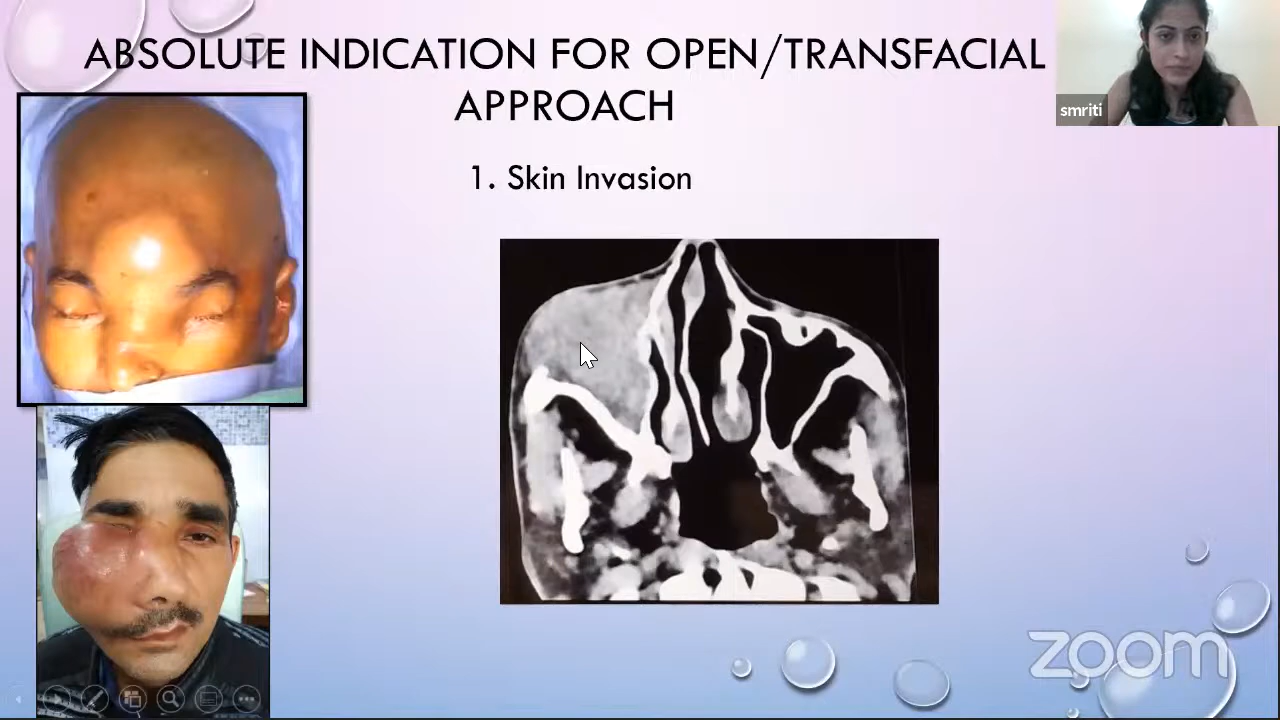 ABSOLUTE INDICATION FOR OPEN/TRANSFACIAL
APPROACH
smriti
1. Skin Invasion
zoom